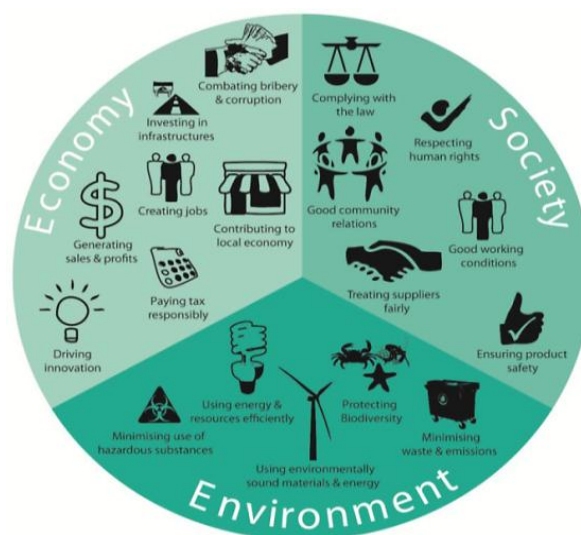 Economy
Combating bribery
& corruption
Investing in
infrastructures
Creating jobs
Contributing to
local economy
Generating
sales & profits
Paying tax
responsibly
Driving
innovation
Society
Complying with
the law
Respecting
human rights
Good community
relations
Good working
conditions
Treating suppliers
fairly
Ensuring product
safety
Using energy &
resources efficiently
Protecting
Biodiversity
Minimising use of
hazardous substances
Minimising
waste & emissions
Using environmentally
sound materials & energy
Environment